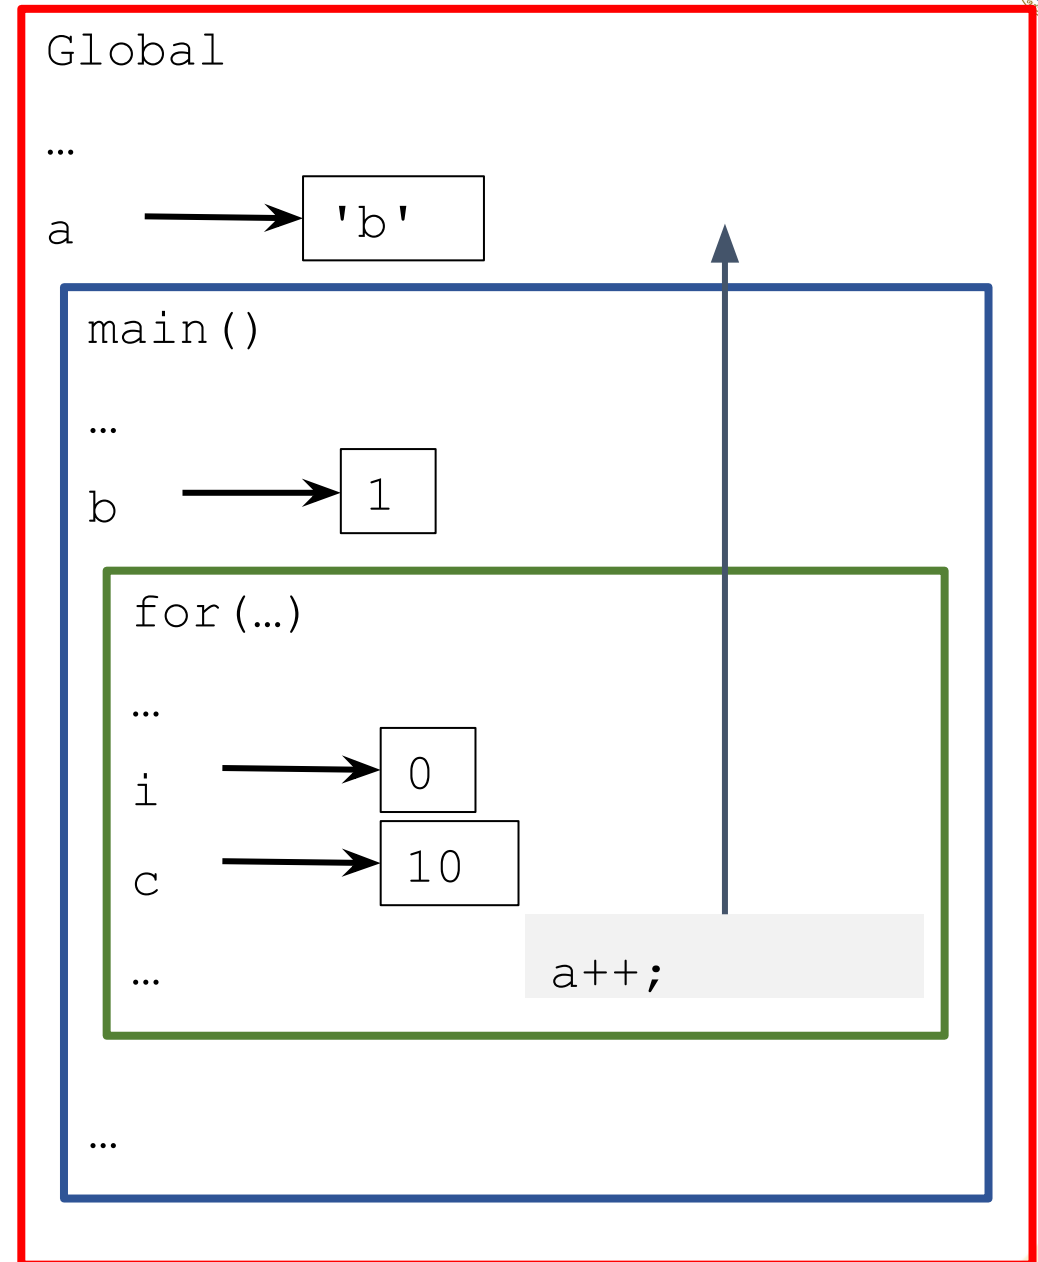 Global
…
a 'b'
main()
…
b 1
for(…)
…
i 0
c 10
… a++;
…